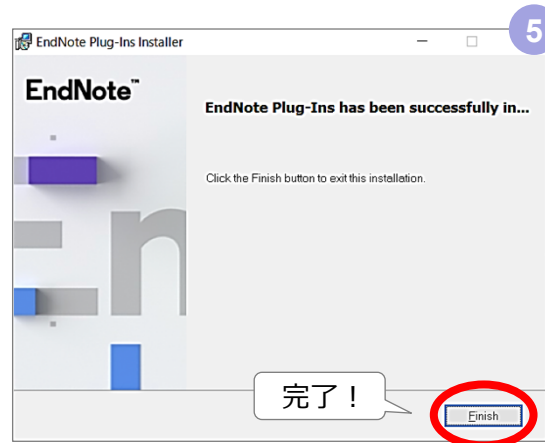 5
EndNote Plug-Ins Installer
EndNote™
EndNote Plug-Ins has been successfully in...
Click the Finish button to exit this installation.
En
完了！
Finish